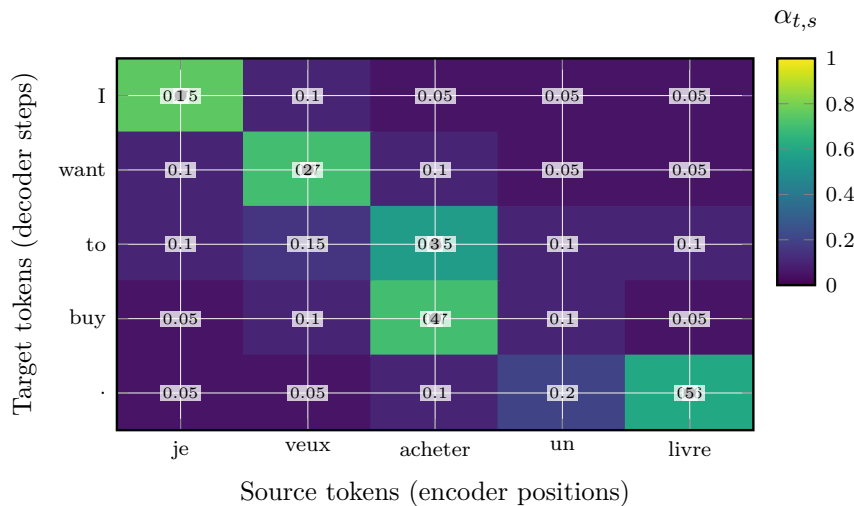 α_{t,s}
1
0.8
0.6
0.4
0.2
0
Target tokens (decoder steps)
I 0.1 0.05 0.05 0.05
want 0.1 0.1 0.05 0.05
to 0.1 0.15 0.1 0.1
buy 0.05 0.1 0.1 0.05
. 0.05 0.05 0.1 0.2
je veux acheter un livre
Source tokens (encoder positions)